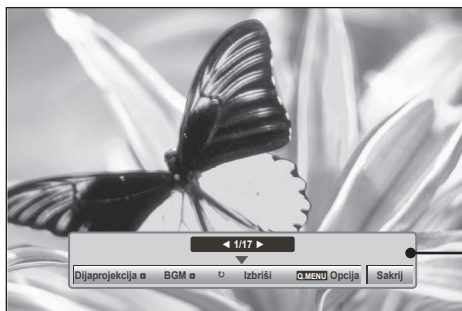 ◀ 1/17 ▶
Dijaprojekcija BGM ↻ Izbriši Q.MENU Opcija Sakrij